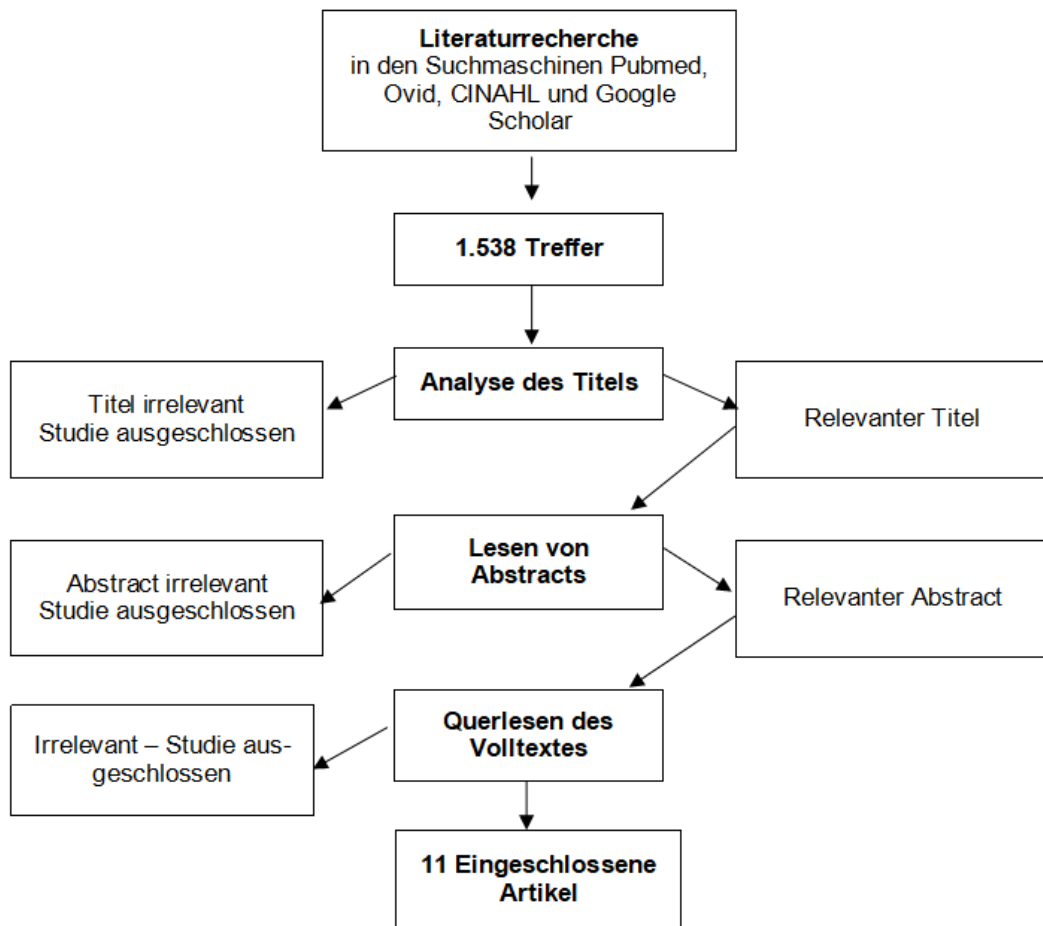 Literaturrecherche
in den Suchmaschinen Pubmed,
Ovid, CINAHL und Google
Scholar
1.538 Treffer
Analyse des Titels
Titel irrelevant
Studie ausgeschlossen
Relevanter Titel
Lesen von
Abstracts
Abstract irrelevant
Studie ausgeschlossen
Relevanter Abstract
Querlesen des
Volltextes
Irrelevant – Studie aus-
geschlossen
11 Eingeschlossene
Artikel